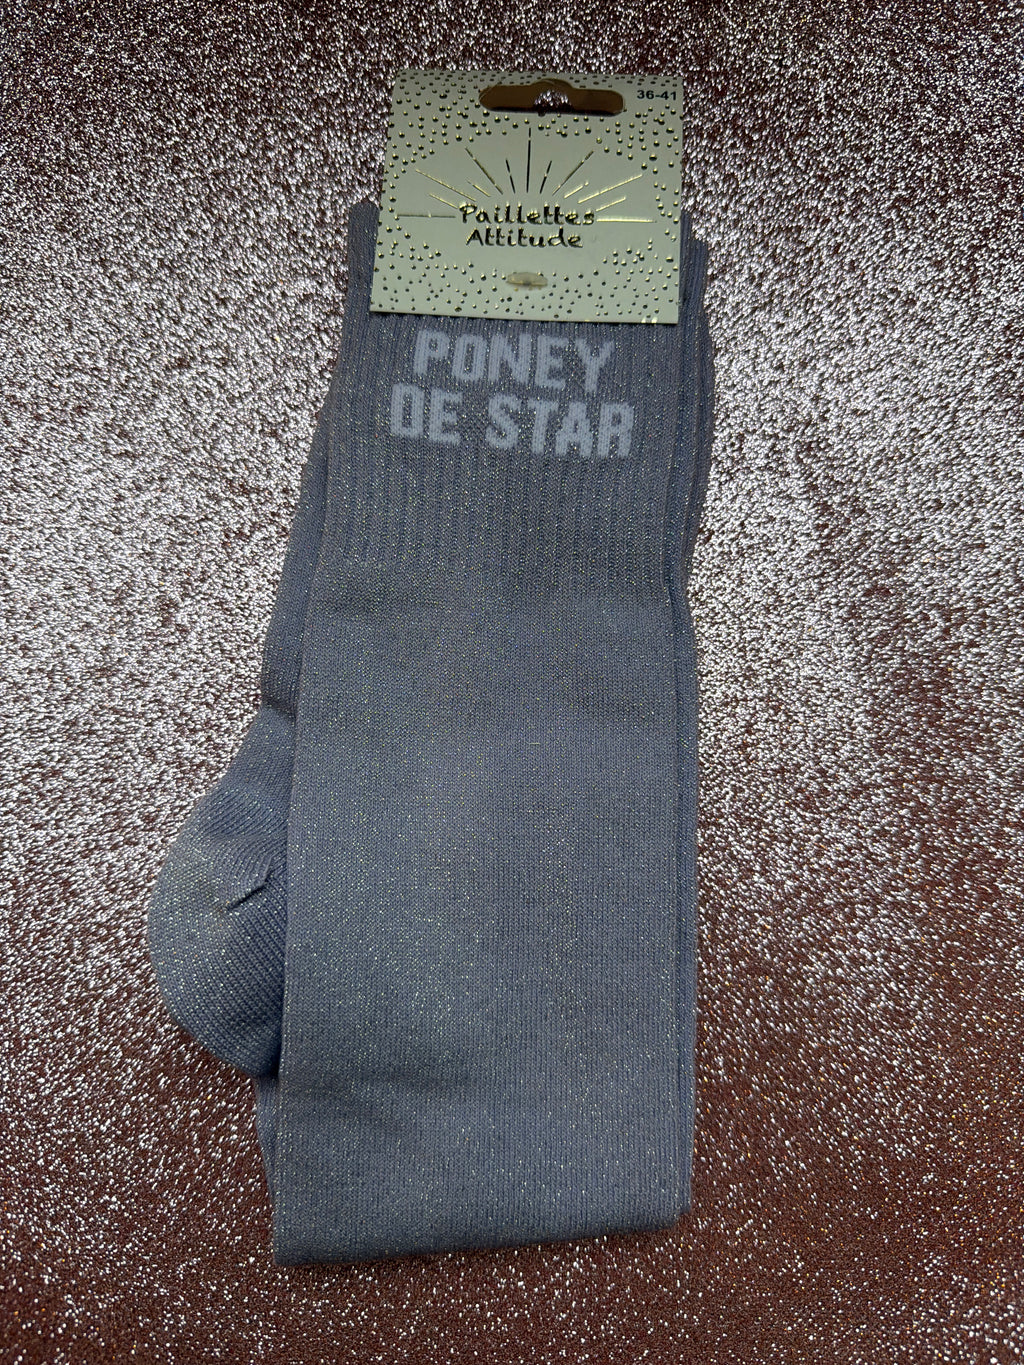 36-41
Paillettes
Attitude
PONEY
DE STAR